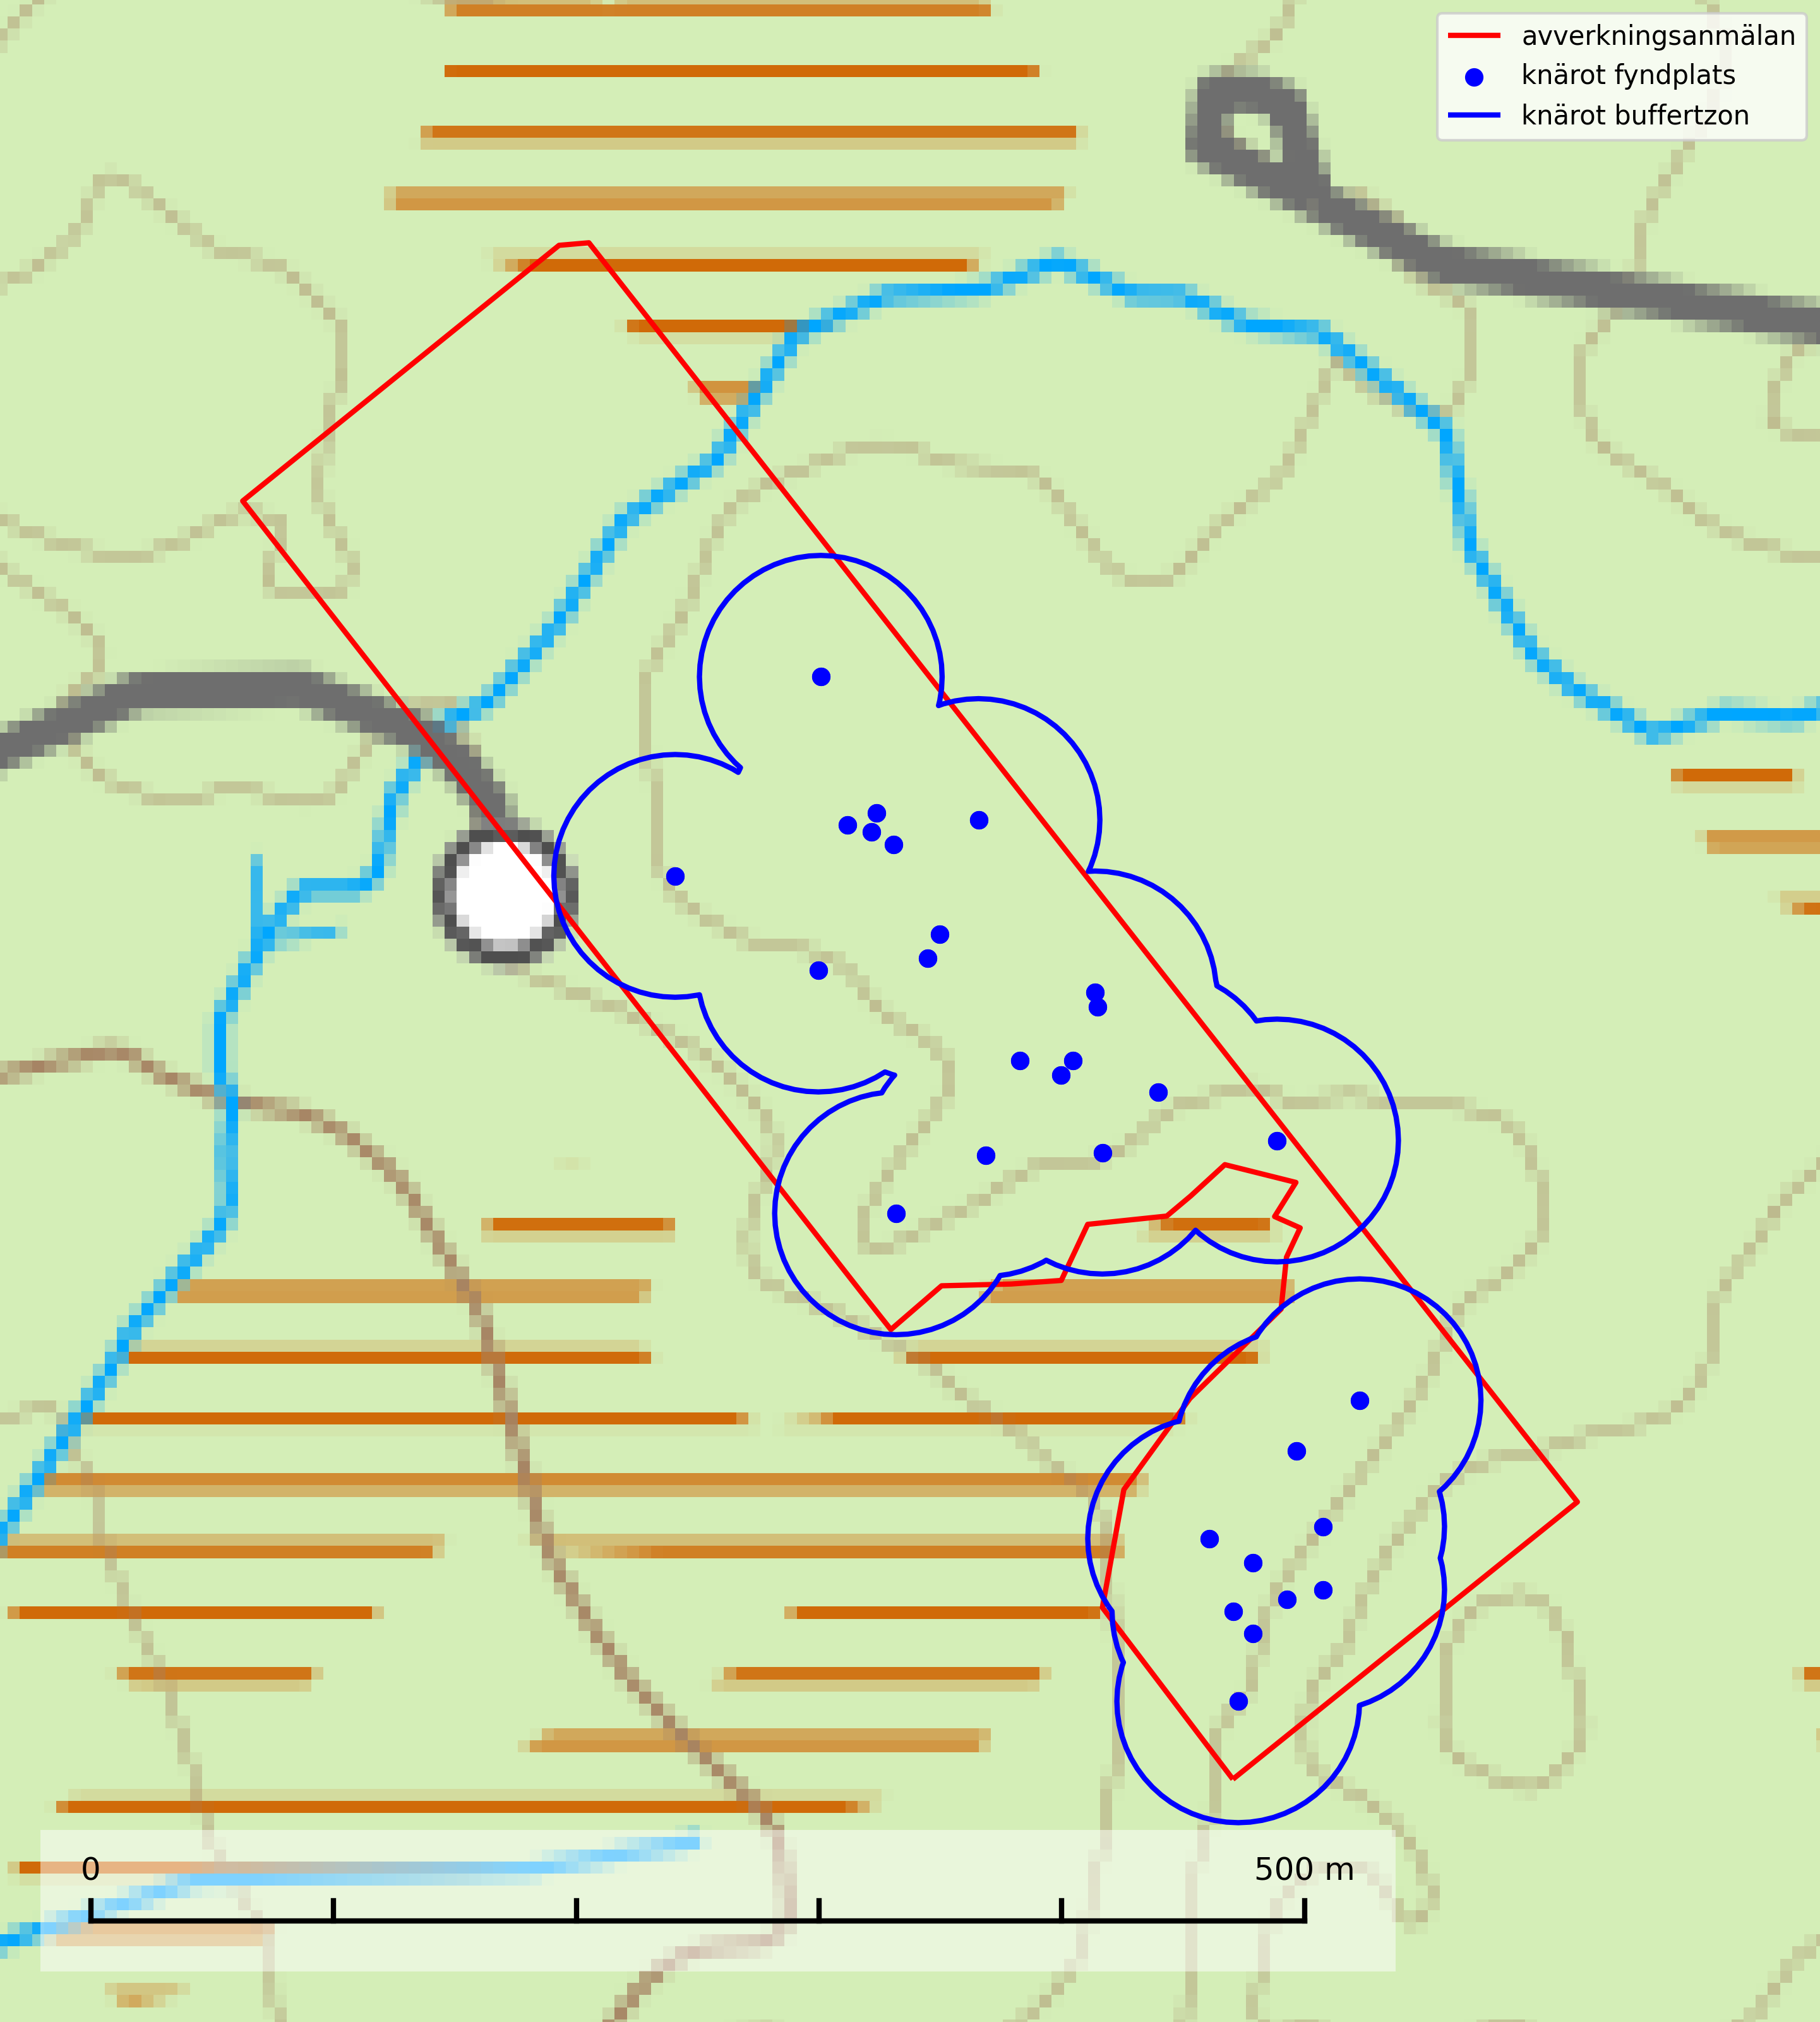 avverkningsanmälan
knärot fyndplats
knärot buffertzon
0
500 m